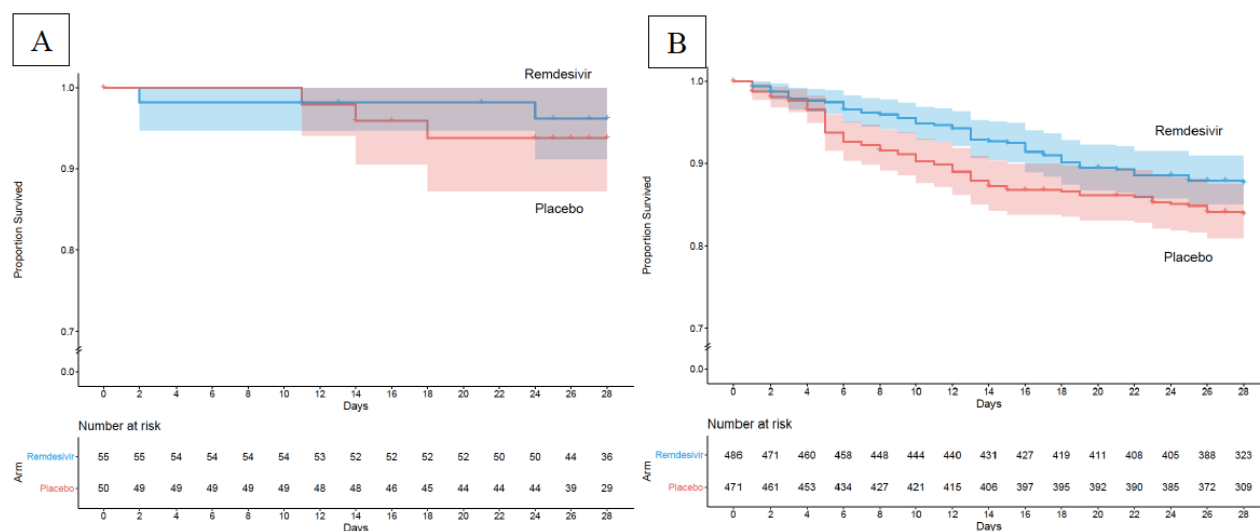 A
Remdesivir
1.0
0.9
Proportion Survived
0.8
Placebo
0.7
0.0
0 2 4 6 8 10 12 14 16 18 20 22 24 26 28
Days
Number at risk
Arm
Remdesivir 55 55 54 54 54 54 53 52 52 52 52 50 50 44 36
Placebo 50 49 49 49 49 49 48 48 46 45 44 44 44 39 29
0 2 4 6 8 10 12 14 16 18 20 22 24 26 28
Days
B
1.0
Remdesivir
0.9
Proportion Survived
0.8
Placebo
0.7
0.0
0 2 4 6 8 10 12 14 16 18 20 22 24 26 28
Days
Number at risk
Arm
Remdesivir 486 471 460 458 448 444 440 431 427 419 411 408 405 388 323
Placebo 471 461 453 434 427 421 415 406 397 395 392 390 385 372 309
0 2 4 6 8 10 12 14 16 18 20 22 24 26 28
Days